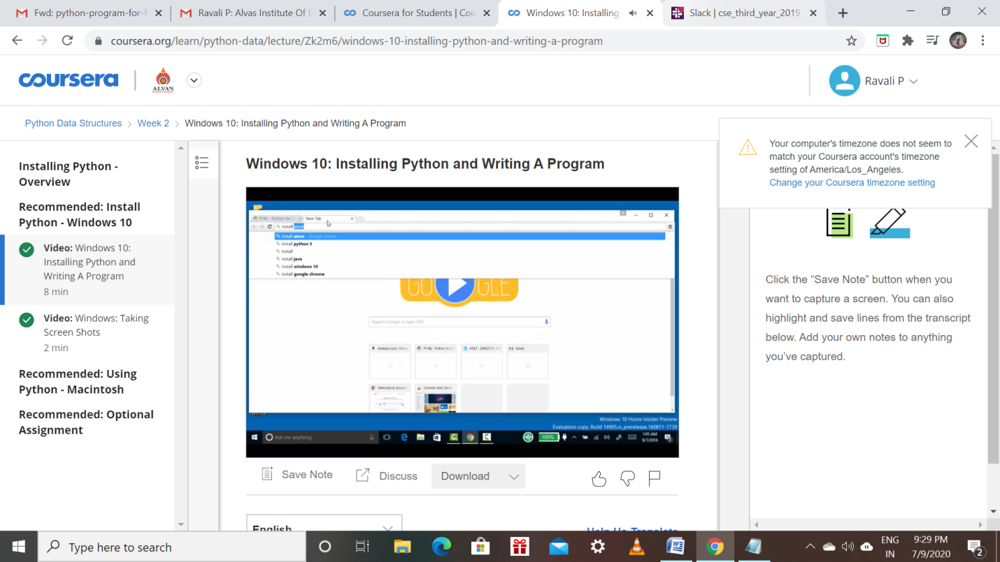 Fwd: python-program-for-fi
Ravali P: Alvas Institute Of E
Coursera for Students | Cou
Windows 10: Installing
Slack | cse_third_year_2019
coursera.org/learn/python-data/lecture/Zk2m6/windows-10-installing-python-and-writing-a-program
coursera
ALVA'S
Ravali P
Python Data Structures > Week 2 > Windows 10: Installing Python and Writing A Program
Your computer's timezone does not seem to
match your Coursera account's timezone
setting of America/Los_Angeles.
Change your Coursera timezone setting
Installing Python -
Overview
Recommended: Install
Python - Windows 10
Video: Windows 10:
Installing Python and
Writing A Program
8 min
Video: Windows: Taking
Screen Shots
2 min
Recommended: Using
Python - Macintosh
Recommended: Optional
Assignment
Windows 10: Installing Python and Writing A Program
PY4E - Python for E
New Tab
install atom
install atom - Google Search
install python 3
install
install java
install windows 10
install google chrome
GOOGLE
Search Google or type URL
Amazon.com: Online
PY4E - Python for E
AT&T - DIRECTV, W
Gmail
Welcome to Google
Chrome Web Store
Windows 10 Home Insider Preview
Evaluation copy. Build 14905.rs_prerelease.160811-1739
Ask me anything
100%
1:05 AM
9/7/2016
Save Note
Discuss
Download
English
Help Us Translate
Click the “Save Note” button when you
want to capture a screen. You can also
highlight and save lines from the transcript
below. Add your own notes to anything
you’ve captured.
Type here to search
ENG
IN
9:29 PM
7/9/2020
2